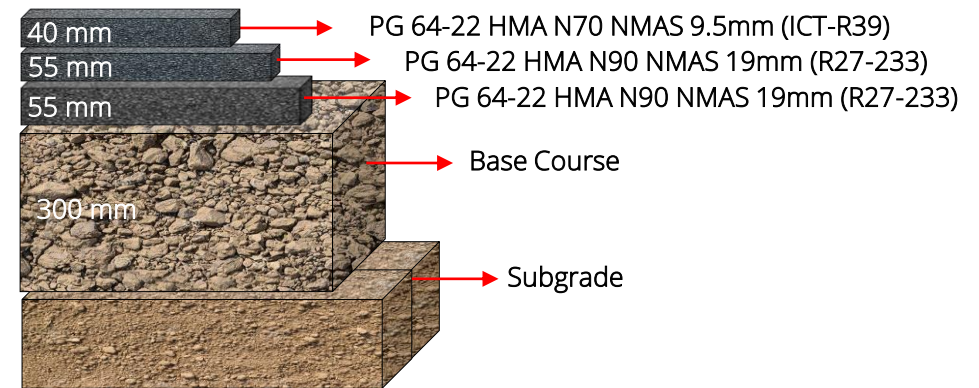 40 mm PG 64-22 HMA N70 NMAS 9.5mm (ICT-R39)
55 mm PG 64-22 HMA N90 NMAS 19mm (R27-233)
55 mm PG 64-22 HMA N90 NMAS 19mm (R27-233)
Base Course
300 mm
Subgrade